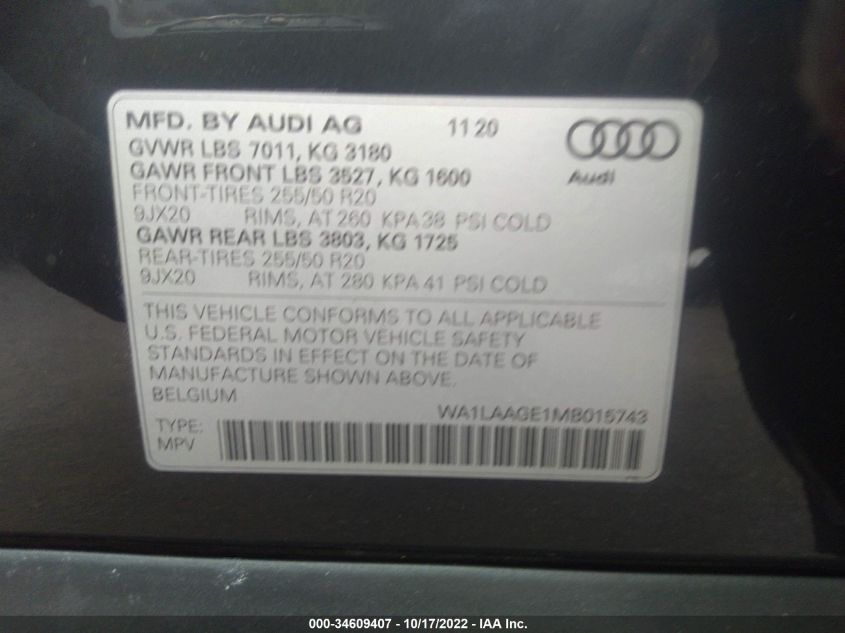 MFD. BY AUDI AG 11 20
GVWR LBS 7011, KG 3180
GAWR FRONT LBS 3527, KG 1600
FRONT-TIRES 255/50 R20
9JX20 RIMS, AT 260 KPA 38 PSI COLD
GAWR REAR LBS 3803, KG 1725
REAR-TIRES 255/50 R20
9JX20 RIMS, AT 280 KPA 41 PSI COLD
Audi
THIS VEHICLE CONFORMS TO ALL APPLICABLE
U.S. FEDERAL MOTOR VEHICLE SAFETY
STANDARDS IN EFFECT ON THE DATE OF
MANUFACTURE SHOWN ABOVE.
BELGIUM
WA1LAAGE1MB015743
TYPE:
MPV
000-34609407 - 10/17/2022 - IAA Inc.